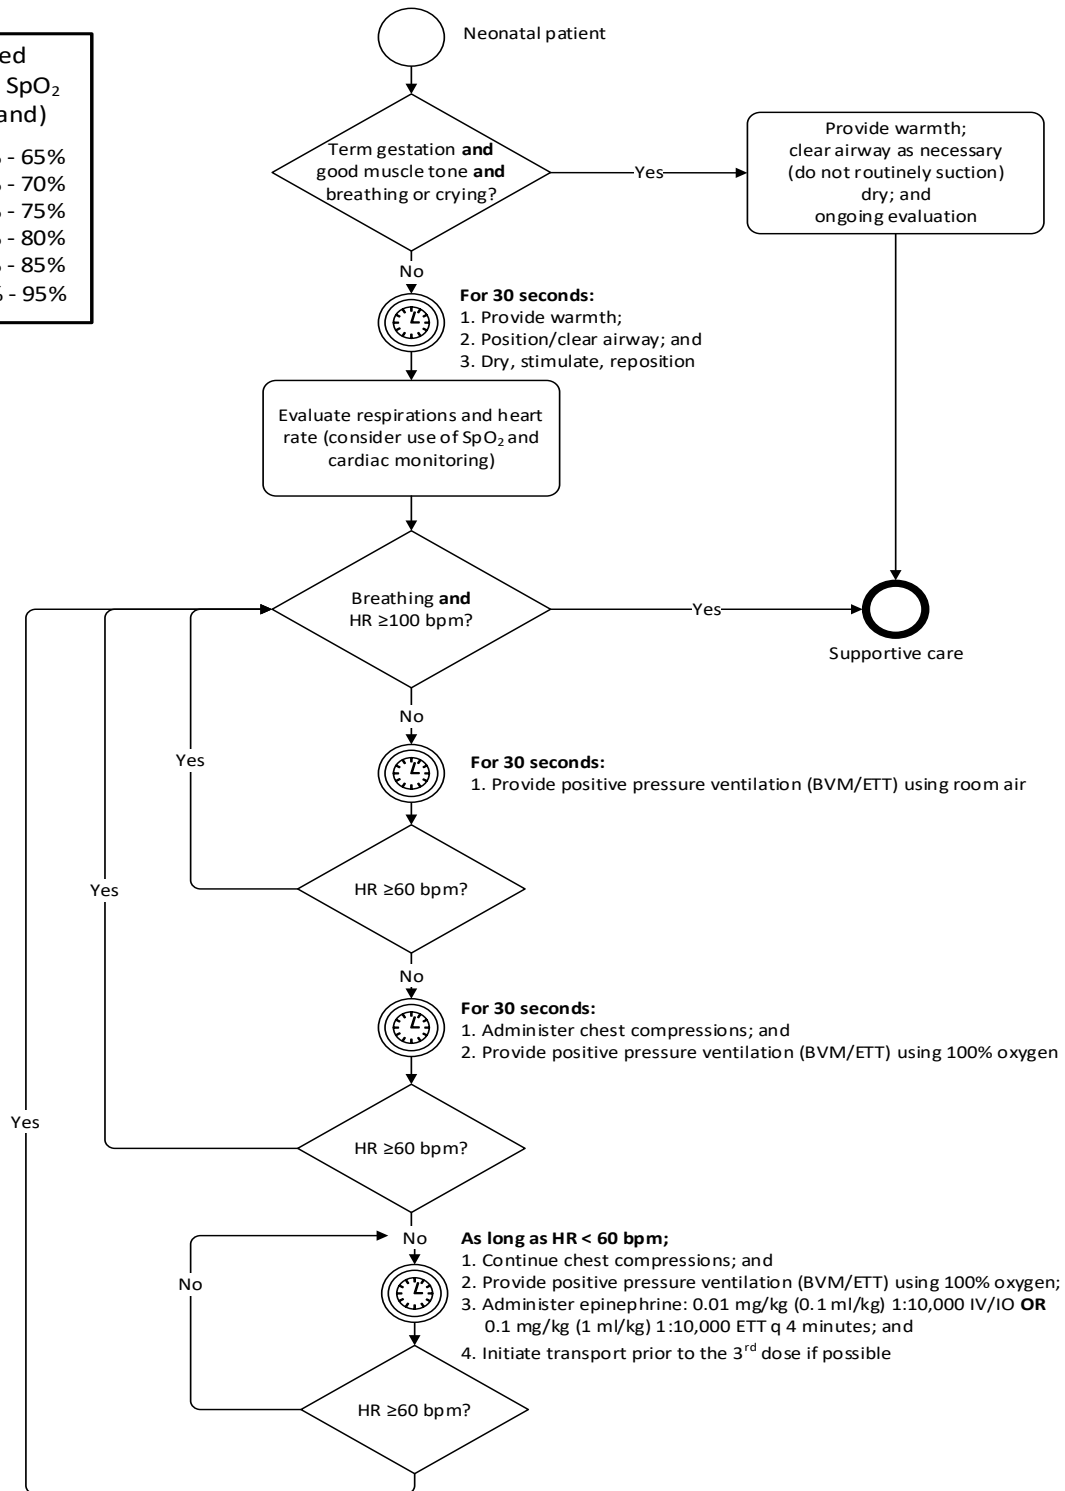 Neonatal patient
ed
SpO2
and)
- 65%
- 70%
- 75%
- 80%
- 85%
- 95%
Term gestation and
good muscle tone and
breathing or crying?
Yes
Provide warmth;
clear airway as necessary
(do not routinely suction)
dry; and
ongoing evaluation
No
For 30 seconds:
1. Provide warmth;
2. Position/clear airway; and
3. Dry, stimulate, reposition
Evaluate respirations and heart
rate (consider use of SpO2 and
cardiac monitoring)
Breathing and
HR ≥100 bpm?
Yes
Supportive care
No
For 30 seconds:
1. Provide positive pressure ventilation (BVM/ETT) using room air
Yes
HR ≥60 bpm?
No
For 30 seconds:
1. Administer chest compressions; and
2. Provide positive pressure ventilation (BVM/ETT) using 100% oxygen
Yes
HR ≥60 bpm?
Yes
No
As long as HR < 60 bpm;
1. Continue chest compressions; and
2. Provide positive pressure ventilation (BVM/ETT) using 100% oxygen;
3. Administer epinephrine: 0.01 mg/kg (0.1 ml/kg) 1:10,000 IV/IO OR
0.1 mg/kg (1 ml/kg) 1:10,000 ETT q 4 minutes; and
4. Initiate transport prior to the 3rd dose if possible
No
HR ≥60 bpm?